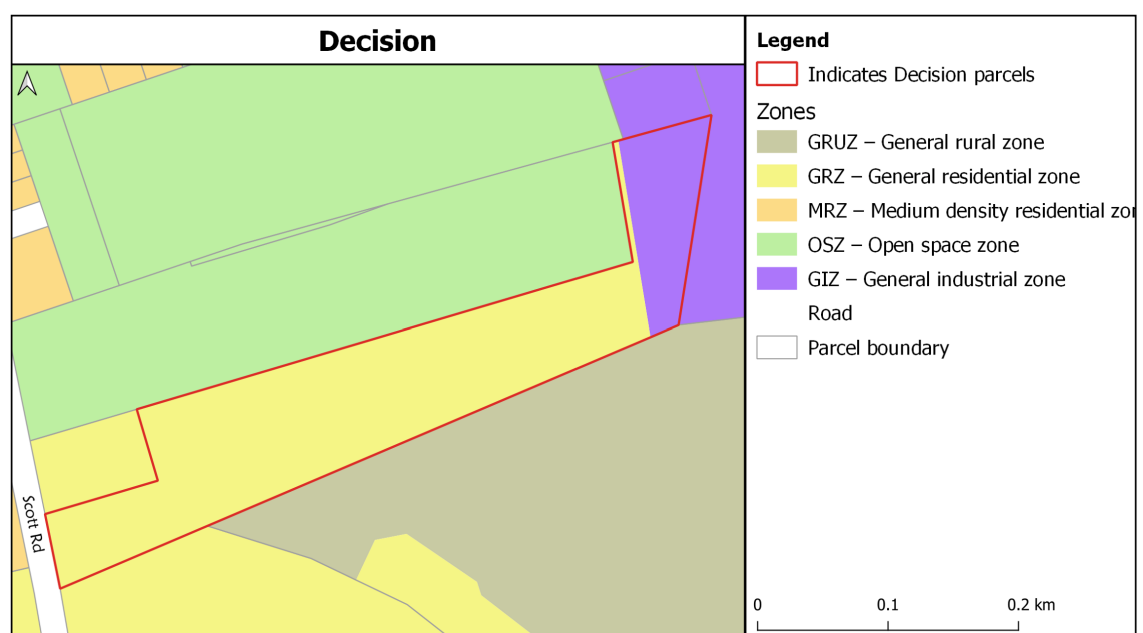 Decision
Legend
Indicates Decision parcels
Zones
GRUZ – General rural zone
GRZ – General residential zone
MRZ – Medium density residential zor
OSZ – Open space zone
GIZ – General industrial zone
Road
Parcel boundary
Scott Rd
0 0.1 0.2 km